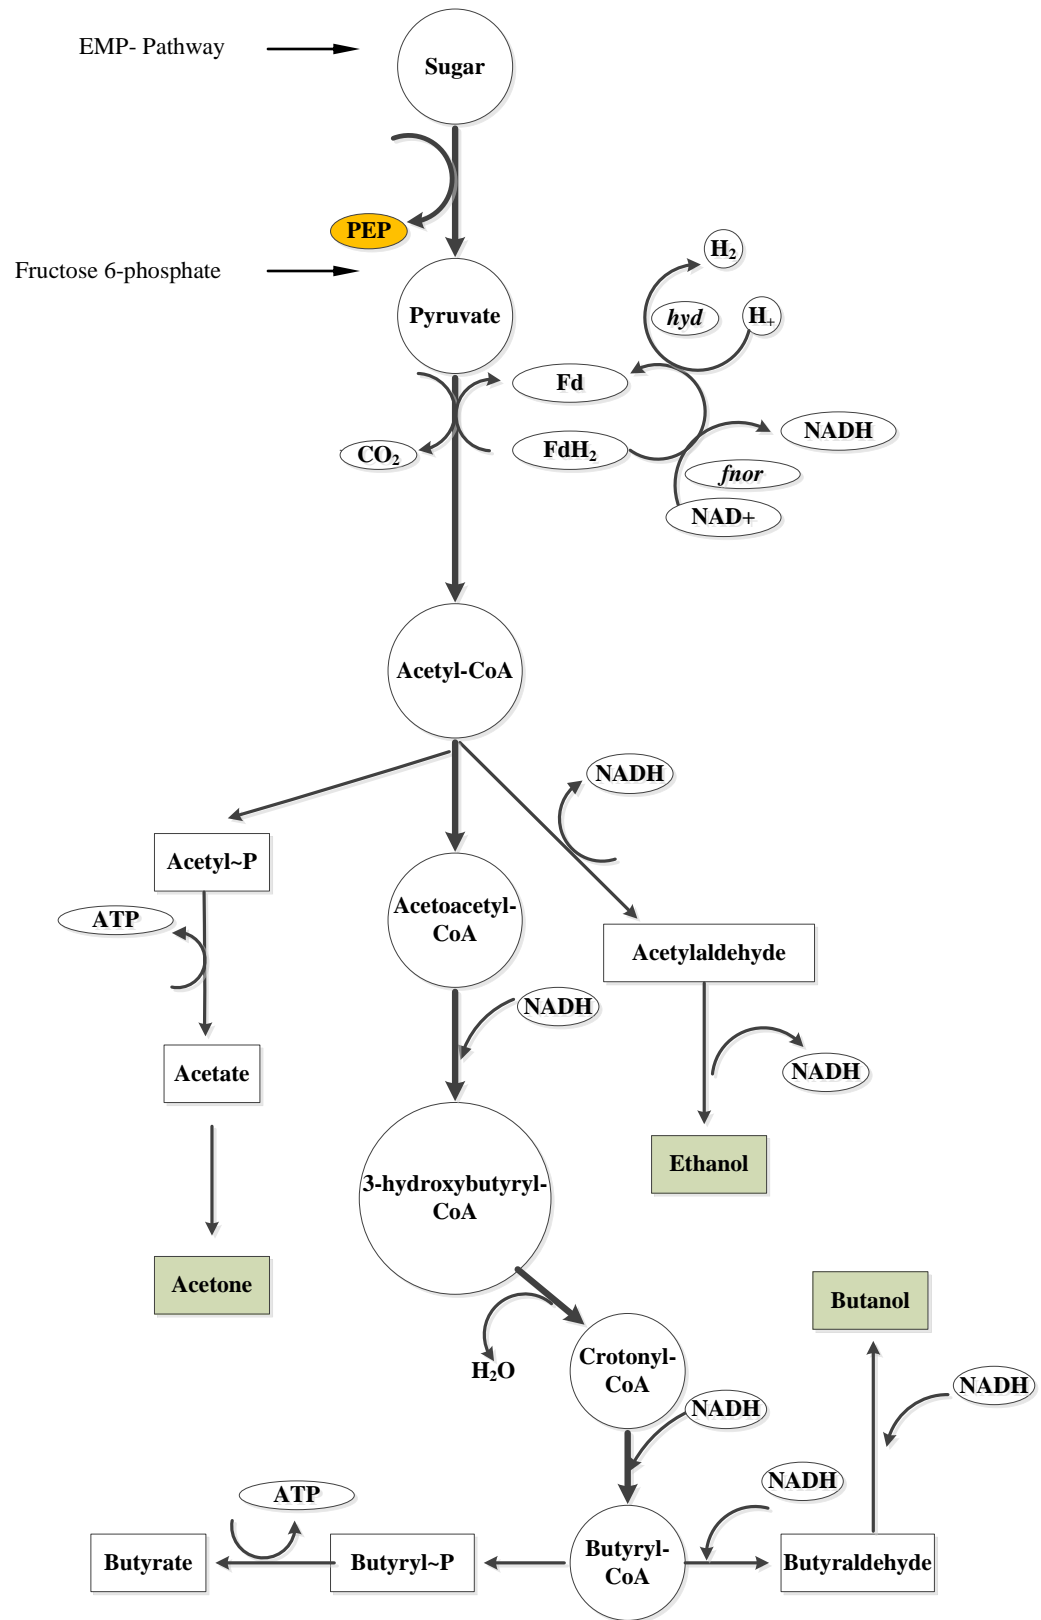 EMP- Pathway
Sugar
PEP
Fructose 6-phosphate
Pyruvate
H₂
hyd
H₊
Fd
NADH
CO₂
FdH₂
fnor
NAD+
Acetyl-CoA
NADH
Acetyl~P
ATP
Acetoacetyl-
CoA
Acetylaldehyde
NADH
Acetate
NADH
Ethanol
3-hydroxybutyryl-
CoA
Acetone
Butanol
H₂O
Crotonyl-
CoA
NADH
NADH
ATP
NADH
Butyrate
Butyryl~P
Butyryl-
CoA
Butyraldehyde